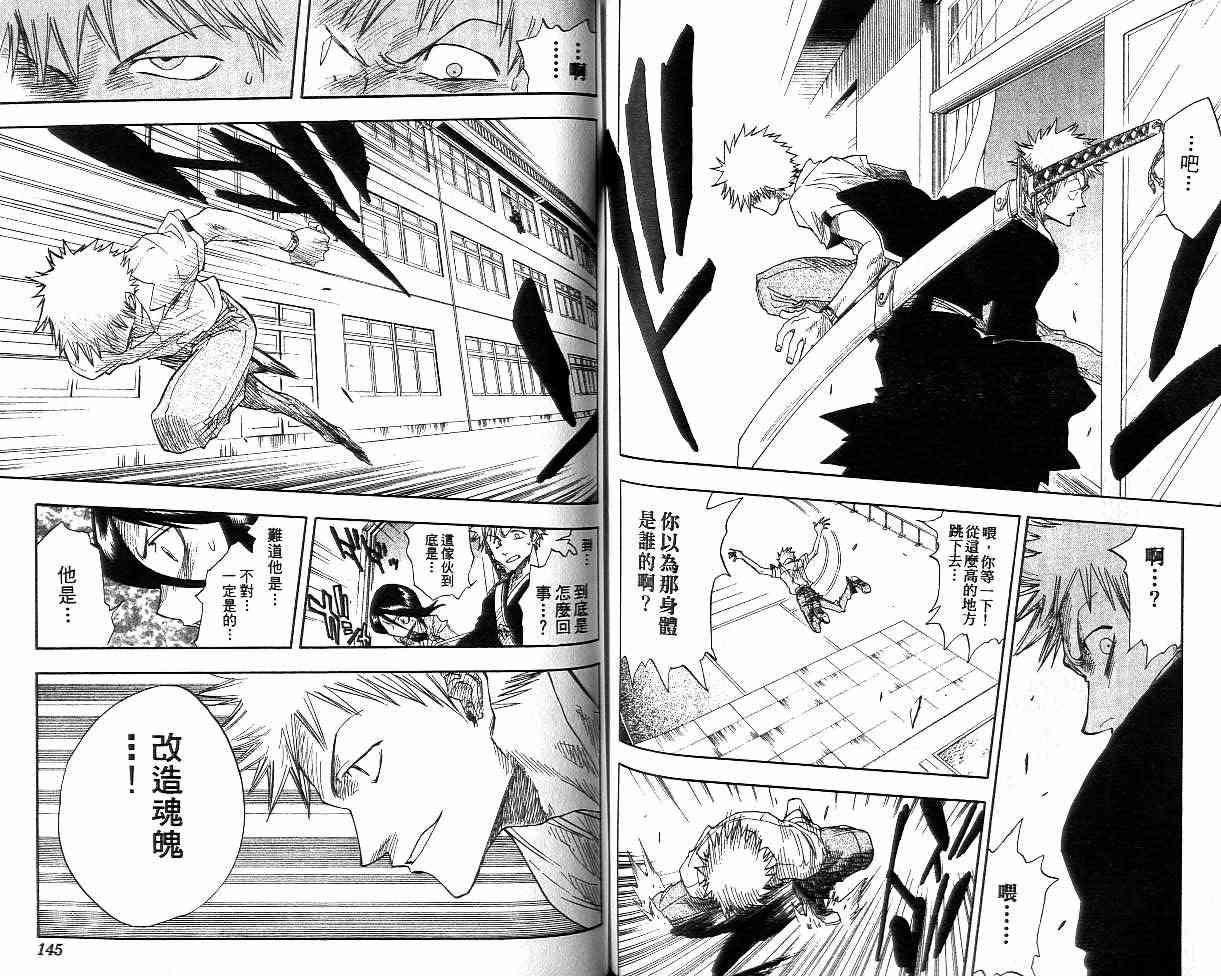 …吧…
啊…?
喂，你等一下！
從這麼高的地方
跳下去…
你以為那身體
是誰的啊？
喂……
…啊
……
到…
到底是
怎麼回
事…?
這傢伙到
底是…
難道他是…
不對…
一定是的…
他是…
改造魂魄
…！
145